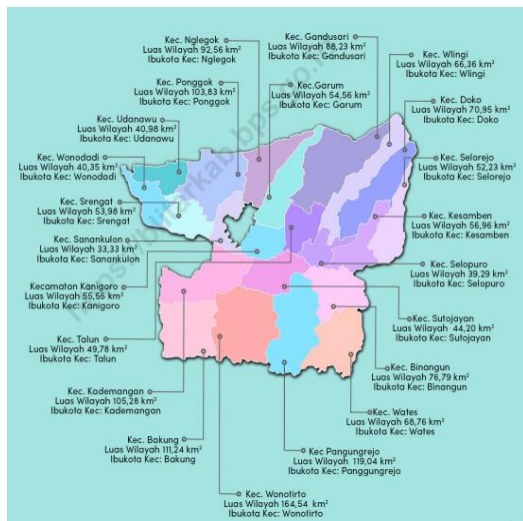 Kec. Nglegok
Luas Wilayah 92,56 km²
Ibukota Kec: Nglegok
Kec. Gandusari
Luas Wilayah 88,23 km²
Ibukota Kec: Gandusari
Kec. Wlingi
Luas Wilayah 66,36 km²
Ibukota Kec: Wlingi
Kec. Ponggok
Luas Wilayah 103,83 km²
Ibukota Kec: Ponggok
Kec.Garum
Luas Wilayah 54,56 km²
Ibukota Kec: Garum
Kec. Doko
Luas Wilayah 70,95 km²
Ibukota Kec: Doko
Kec. Udanawu
Luas Wilayah 40,98 km²
Ibukota Kec: Udanawu
Kec. Wonodadi
Luas Wilayah 40,35 km²
Ibukota Kec: Wonodadi
Kec. Selorejo
Luas Wilayah 52,23 km²
Ibukota Kec: Selorejo
Kec. Srengat
Luas Wilayah 53,98 km²
Ibukota Kec: Srengat
Kec. Kesamben
Luas Wilayah 56,96 km²
Ibukota Kec: Kesamben
Kec. Sanankulon
Luas Wilayah 33,33 km²
Ibukota Kec: Sanankulon
Kec. Selopuro
Luas Wilayah 39,29 km²
Ibukota Kec: Selopuro
Kecamatan Kanigoro
Luas Wilayah 55,55 km²
Ibukota Kec: Kanigoro
Kec. Sutojayan
Luas Wilayah 44,20 km²
Ibukota Kec: Sutojayan
Kec. Talun
Luas Wilayah 49,78 km²
Ibukota Kec: Talun
Kec. Binangun
Luas Wilayah 76,79 km²
Ibukota Kec: Binangun
Kec. Kademangan
Luas Wilayah 105,28 km²
Ibukota Kec: Kademangan
Kec. Wates
Luas Wilayah 68,76 km²
Ibukota Kec: Wates
Kec. Bakung
Luas Wilayah 111,24 km²
Ibukota Kec: Bakung
Kec Pangungrejo
Luas Wilayah 119,04 km²
Ibukota Kec: Panggungrejo
Kec. Wonotirto
Luas Wilayah 164,54 km²
Ibukota Kec: Wonotirto